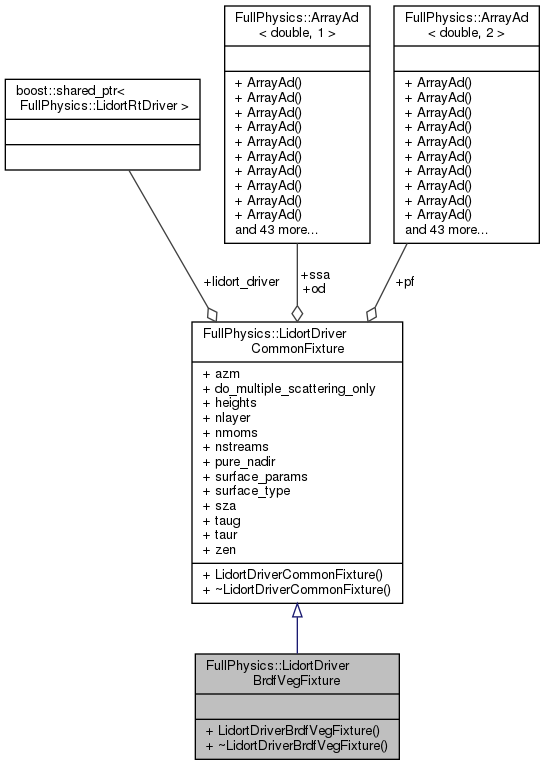 FullPhysics::ArrayAd
< double, 1 >
+ ArrayAd()
+ ArrayAd()
+ ArrayAd()
+ ArrayAd()
+ ArrayAd()
+ ArrayAd()
+ ArrayAd()
+ ArrayAd()
+ ArrayAd()
+ ArrayAd()
and 43 more...
FullPhysics::ArrayAd
< double, 2 >
+ ArrayAd()
+ ArrayAd()
+ ArrayAd()
+ ArrayAd()
+ ArrayAd()
+ ArrayAd()
+ ArrayAd()
+ ArrayAd()
+ ArrayAd()
+ ArrayAd()
and 43 more...
boost::shared_ptr<
FullPhysics::LidortRtDriver >
+lidort_driver
+ssa
+od
+pf
FullPhysics::LidortDriver
CommonFixture
+ azm
+ do_multiple_scattering_only
+ heights
+ nlayer
+ nmoms
+ nstreams
+ pure_nadir
+ surface_params
+ surface_type
+ sza
+ taug
+ taur
+ zen
+ LidortDriverCommonFixture()
+ ~LidortDriverCommonFixture()
FullPhysics::LidortDriver
BrdfVegFixture
+ LidortDriverBrdfVegFixture()
+ ~LidortDriverBrdfVegFixture()